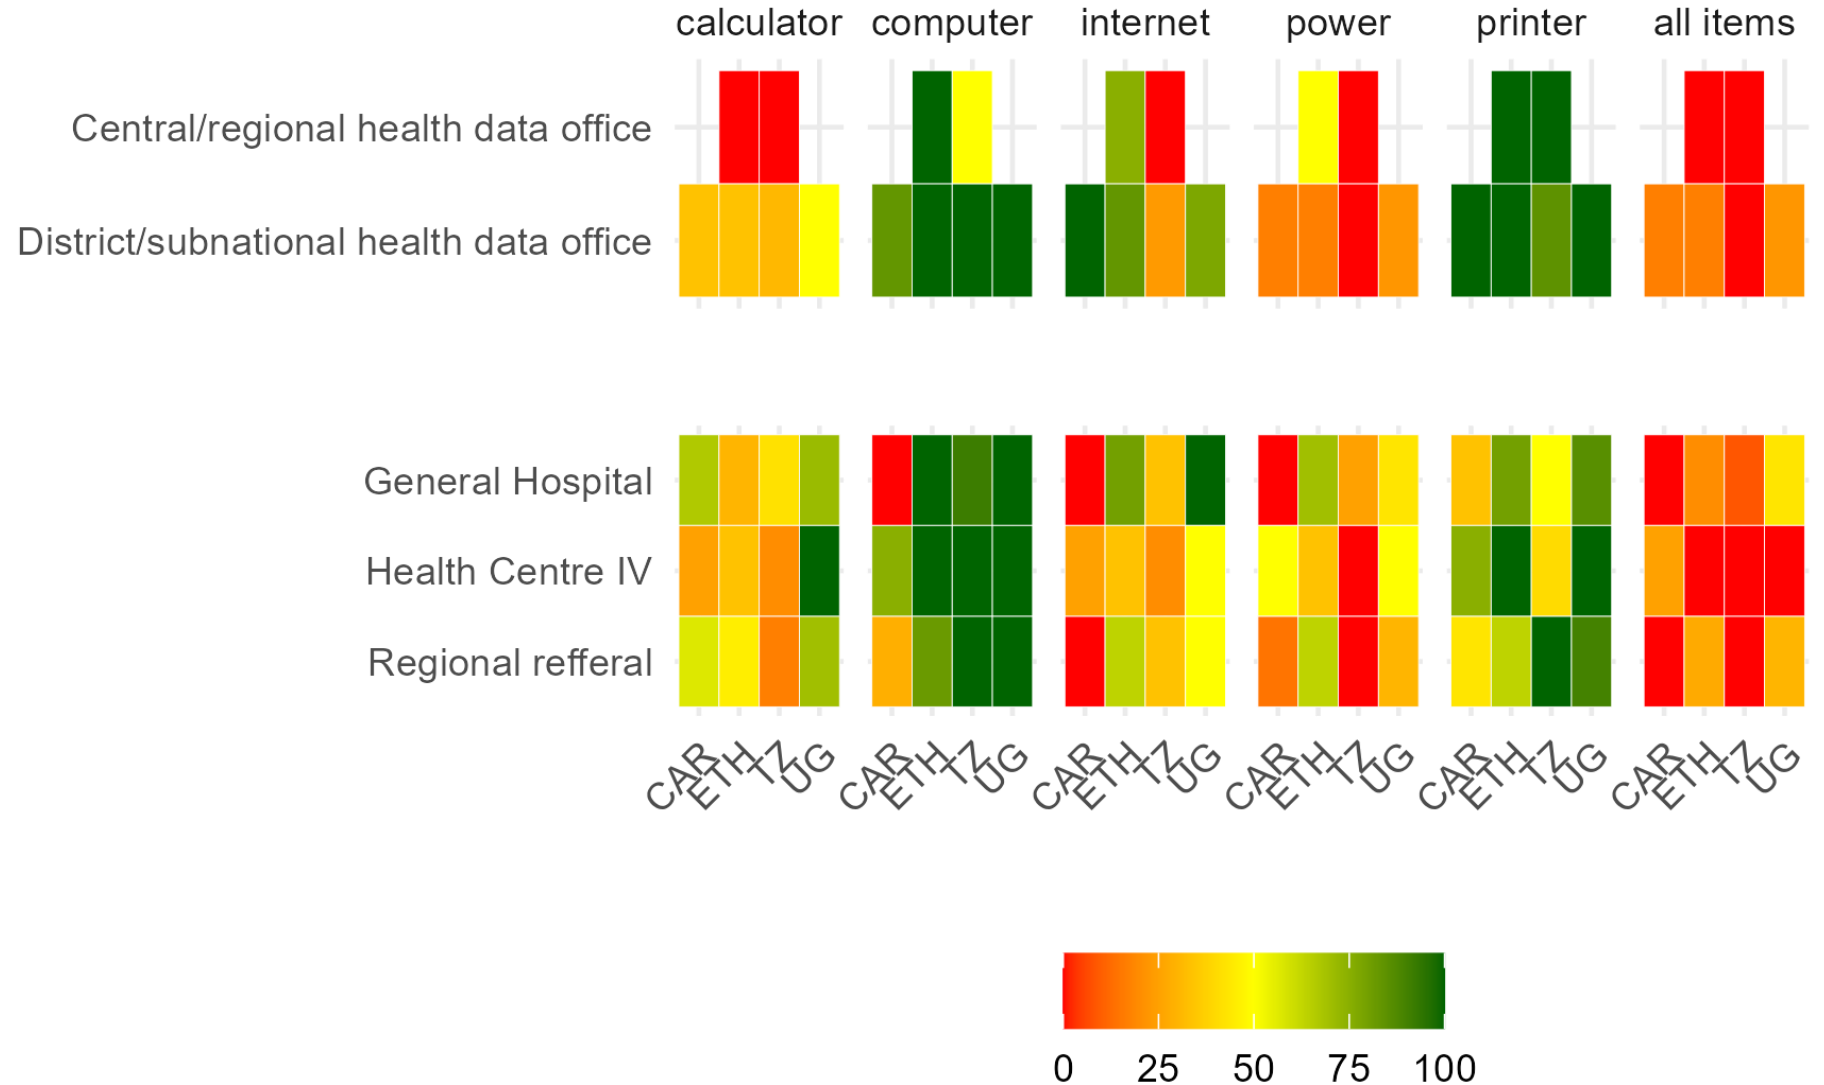 calculator computer internet power printer all items
Central/regional health data office
District/subnational health data office
General Hospital
Health Centre IV
Regional refferal
CAR ETH TZ UG CAR ETH TZ UG CAR ETH TZ UG CAR ETH TZ UG CAR ETH TZ UG CAR ETH TZ UG
0 25 50 75 100